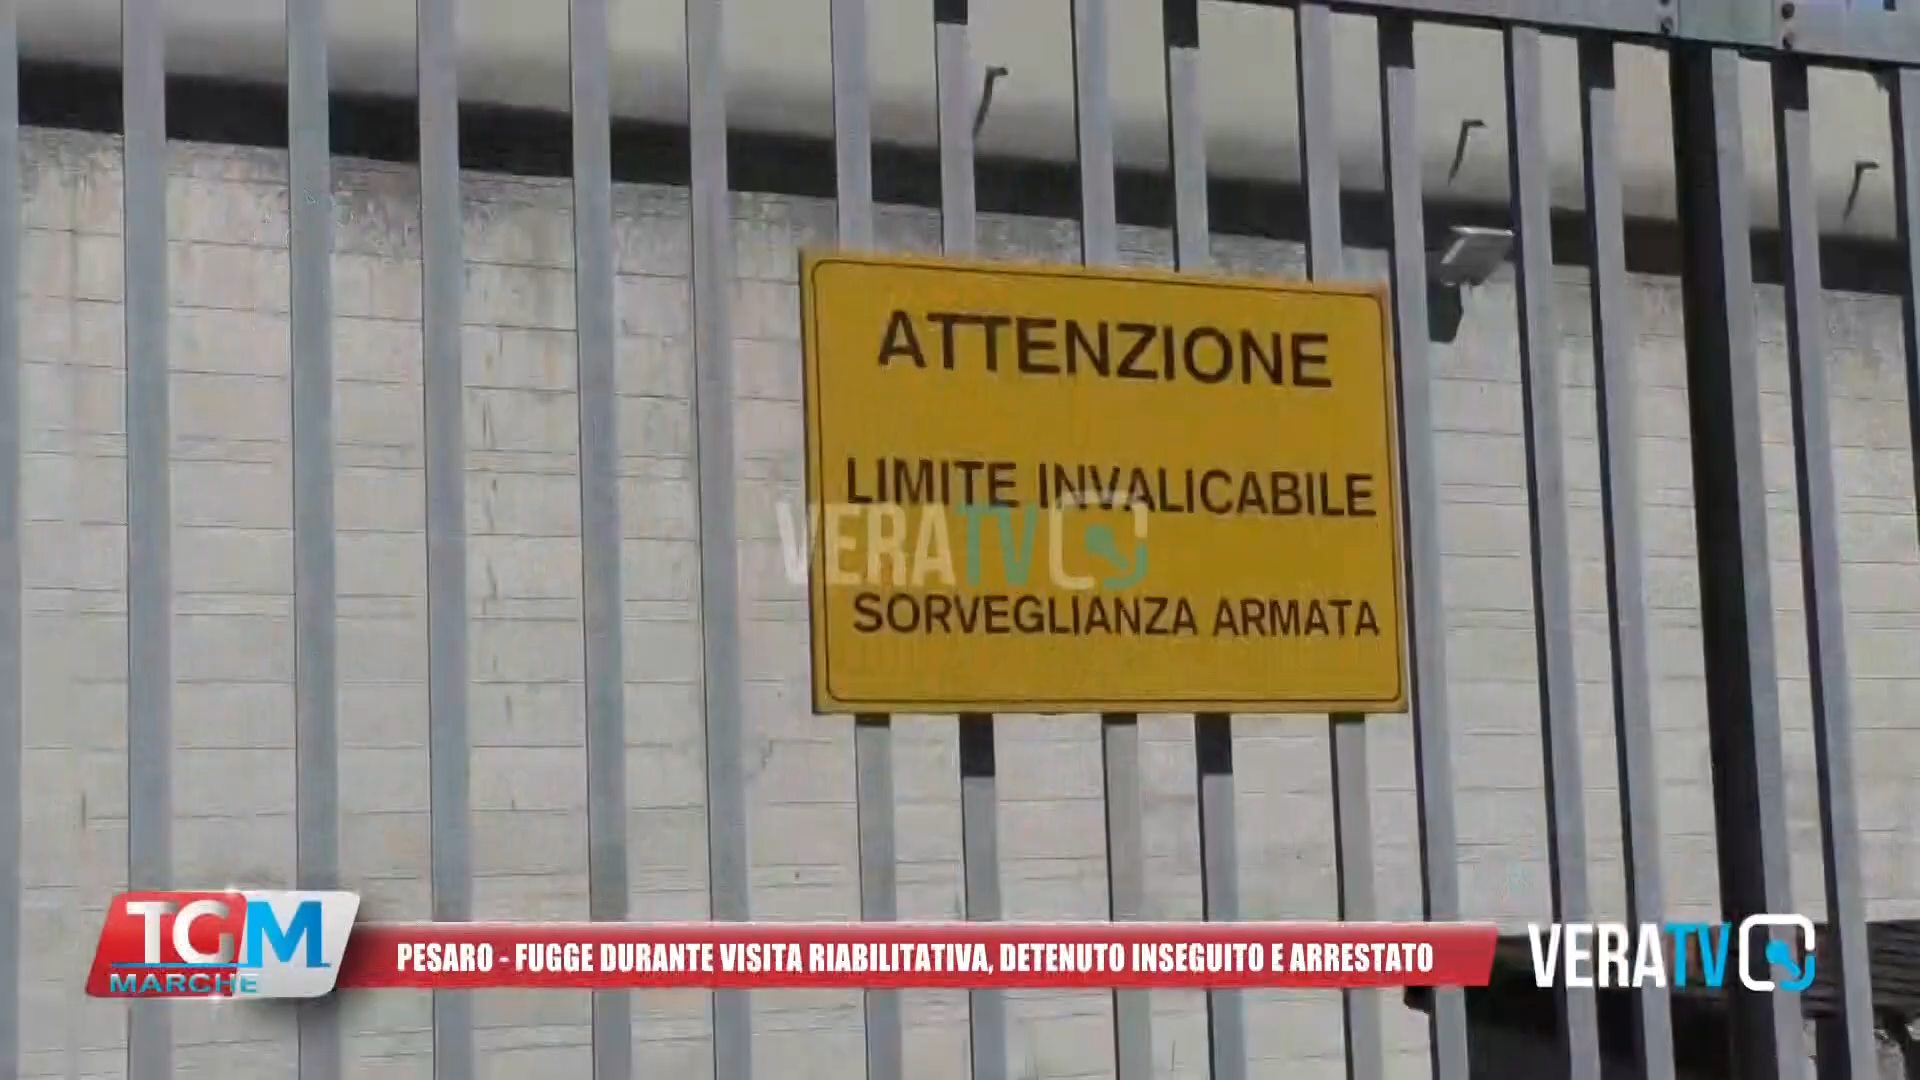 ATTENZIONE
LIMITE INVALICABILE
VERATV
SORVEGLIANZA ARMATA
TGM
MARCHE
PESARO - FUGGE DURANTE VISITA RIABILITATIVA, DETENUTO INSEGUITO E ARRESTATO
VERATV